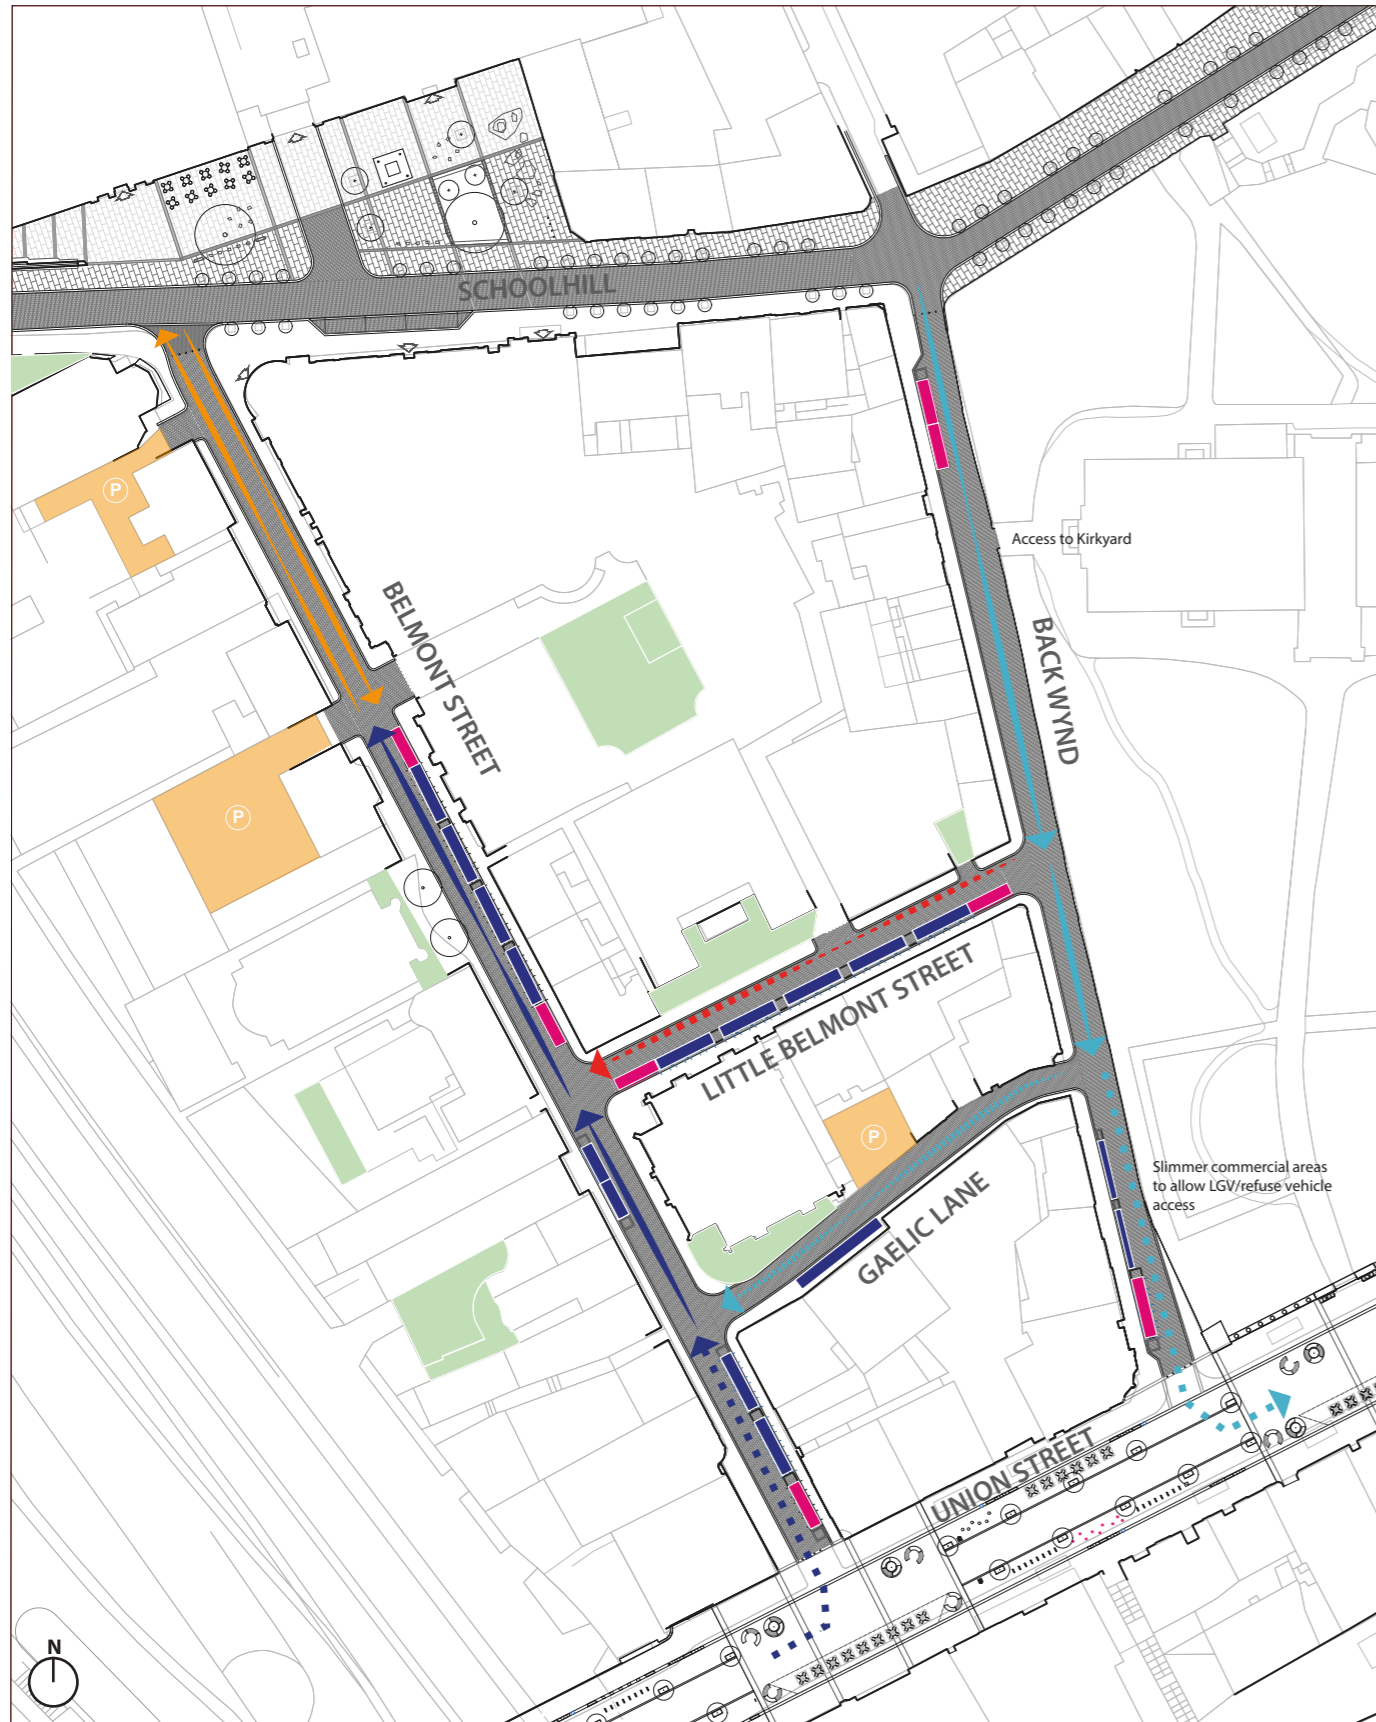 SCHOOLHILL
P
Access to Kirkyard
BELMONT STREET
BACK WYND
P
LITTLE BELMONT STREET
P
Slimmer commercial areas
to allow LGV/refuse vehicle
access
GAELIC LANE
UNION STREET
N